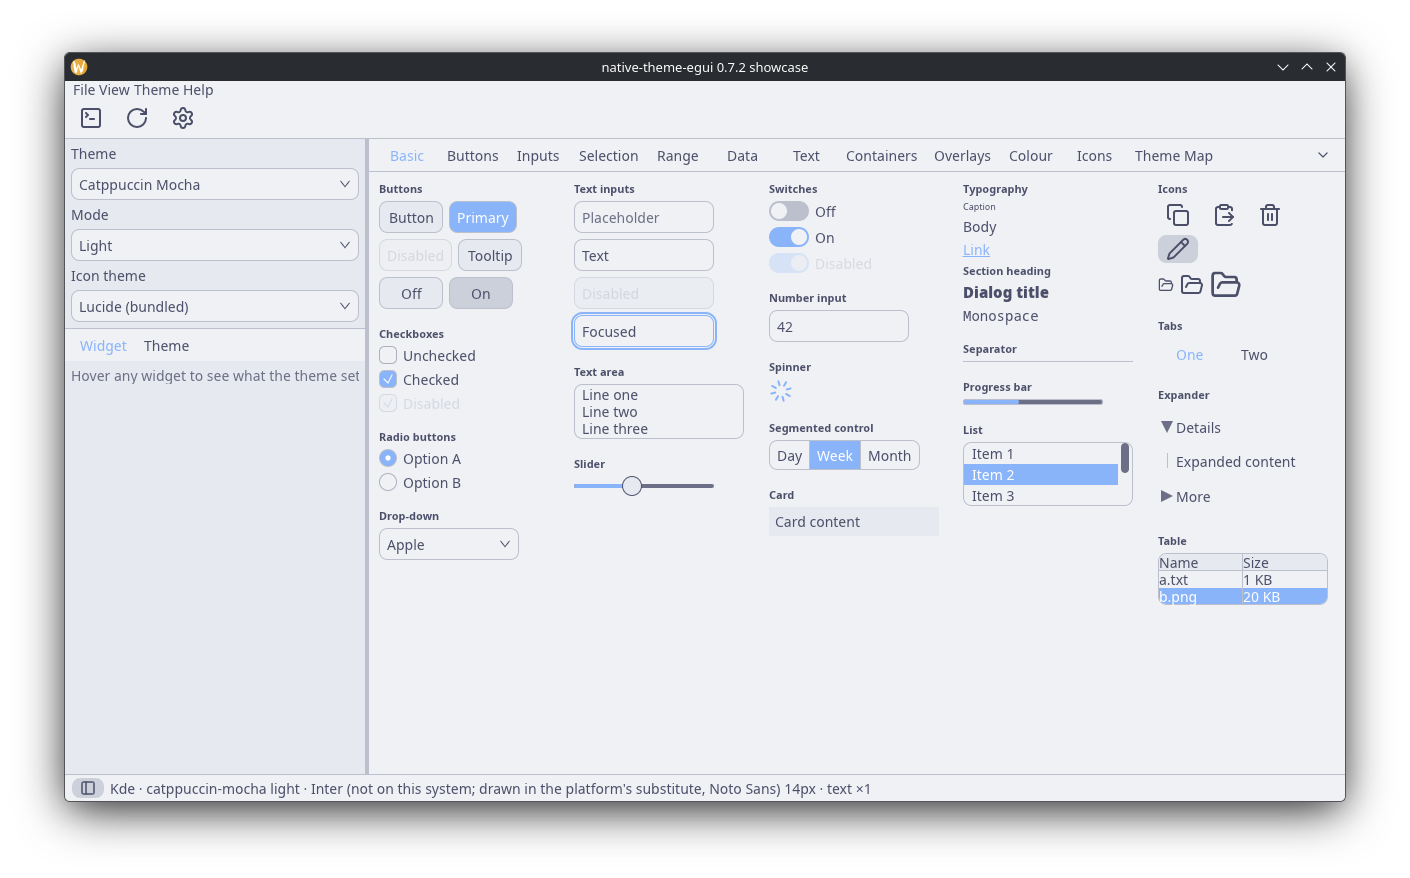 native-theme-egui 0.7.2 showcase
File View Theme Help
Theme
Catppuccin Mocha
Mode
Light
Icon theme
Lucide (bundled)
Widget Theme
Hover any widget to see what the theme set
Basic Buttons Inputs Selection Range Data Text Containers Overlays Colour Icons Theme Map
Buttons
Button Primary
Disabled Tooltip
Off On
Checkboxes
Unchecked
Checked
Disabled
Radio buttons
Option A
Option B
Drop-down
Apple
Text inputs
Placeholder
Text
Disabled
Focused
Text area
Line one
Line two
Line three
Slider
Switches
Off
On
Disabled
Number input
42
Spinner
Segmented control
Day Week Month
Card
Card content
Typography
Caption
Body
Link
Section heading
Dialog title
Monospace
Separator
Progress bar
List
Item 1
Item 2
Item 3
Icons
Tabs
One Two
Expander
Details
Expanded content
More
Table
Name Size
a.txt 1 KB
b.png 20 KB
Kde · catppuccin-mocha light · Inter (not on this system; drawn in the platform's substitute, Noto Sans) 14px · text ×1